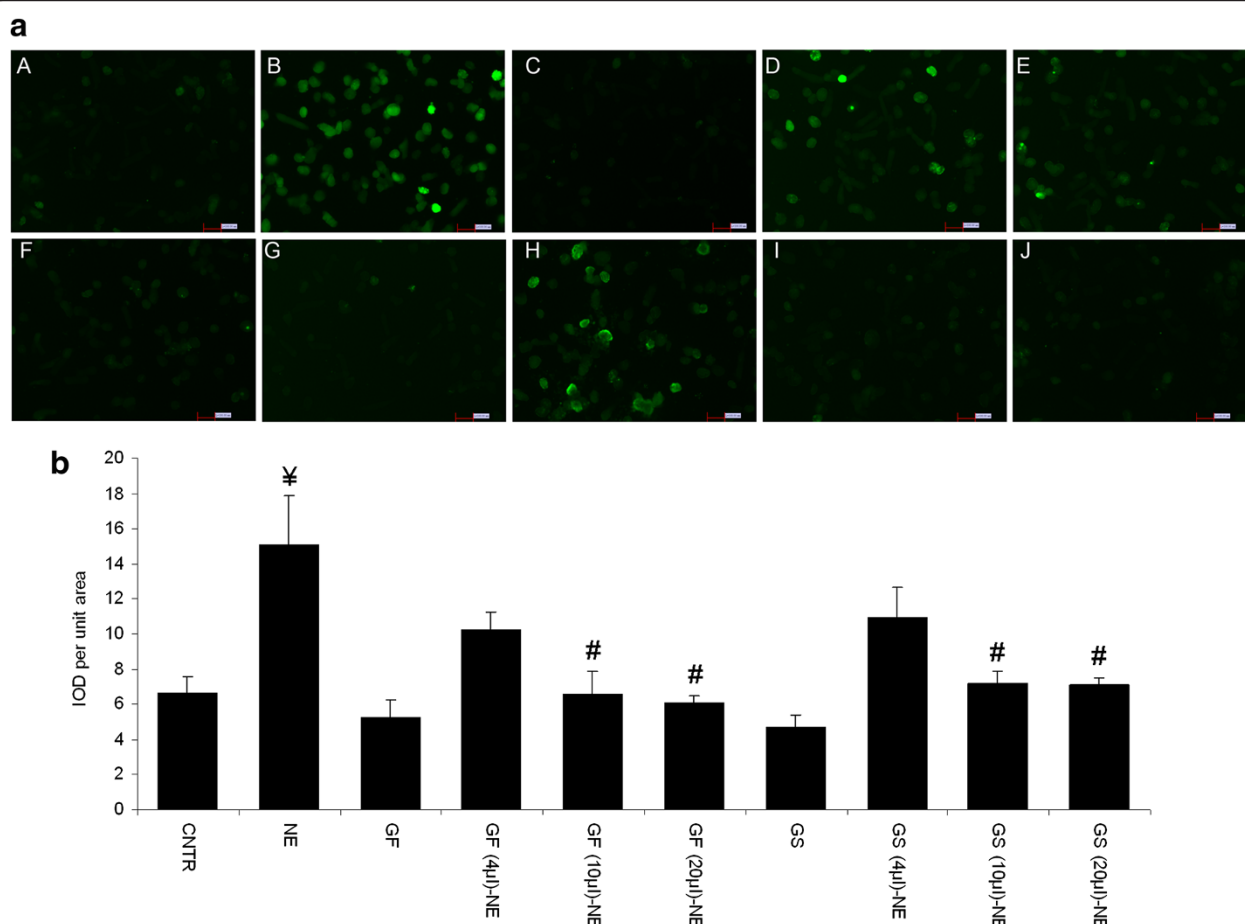 a
A B C D E
F G H I J
b
20
18
16
14
12
10
8
6
4
2
0
IOD per unit area
¥
#
#
#
#
CNTR
NE
GF
GF (4µl)-NE
GF (10µl)-NE
GF (20µl)-NE
GS
GS (4µl)-NE
GS (10µl)-NE
GS (20µl)-NE